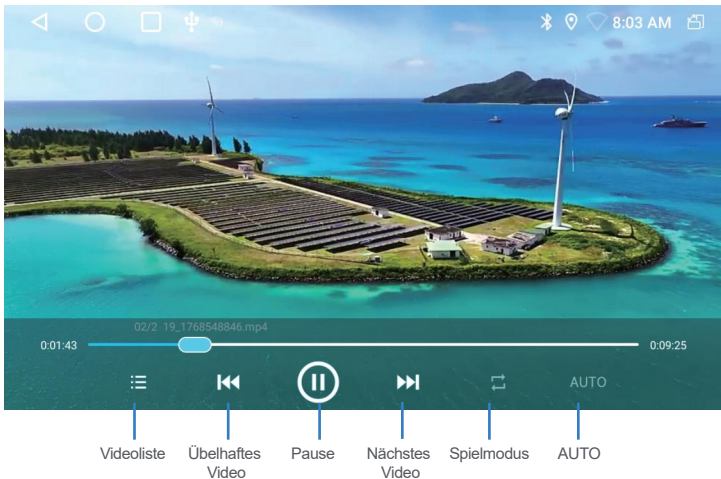 8:03 AM
02/2 19_1768548846.mp4
0:01:43
0:09:25
AUTO
Videoliste
Übelhaftes
Video
Pause
Nächstes
Video
Spielmodus
AUTO